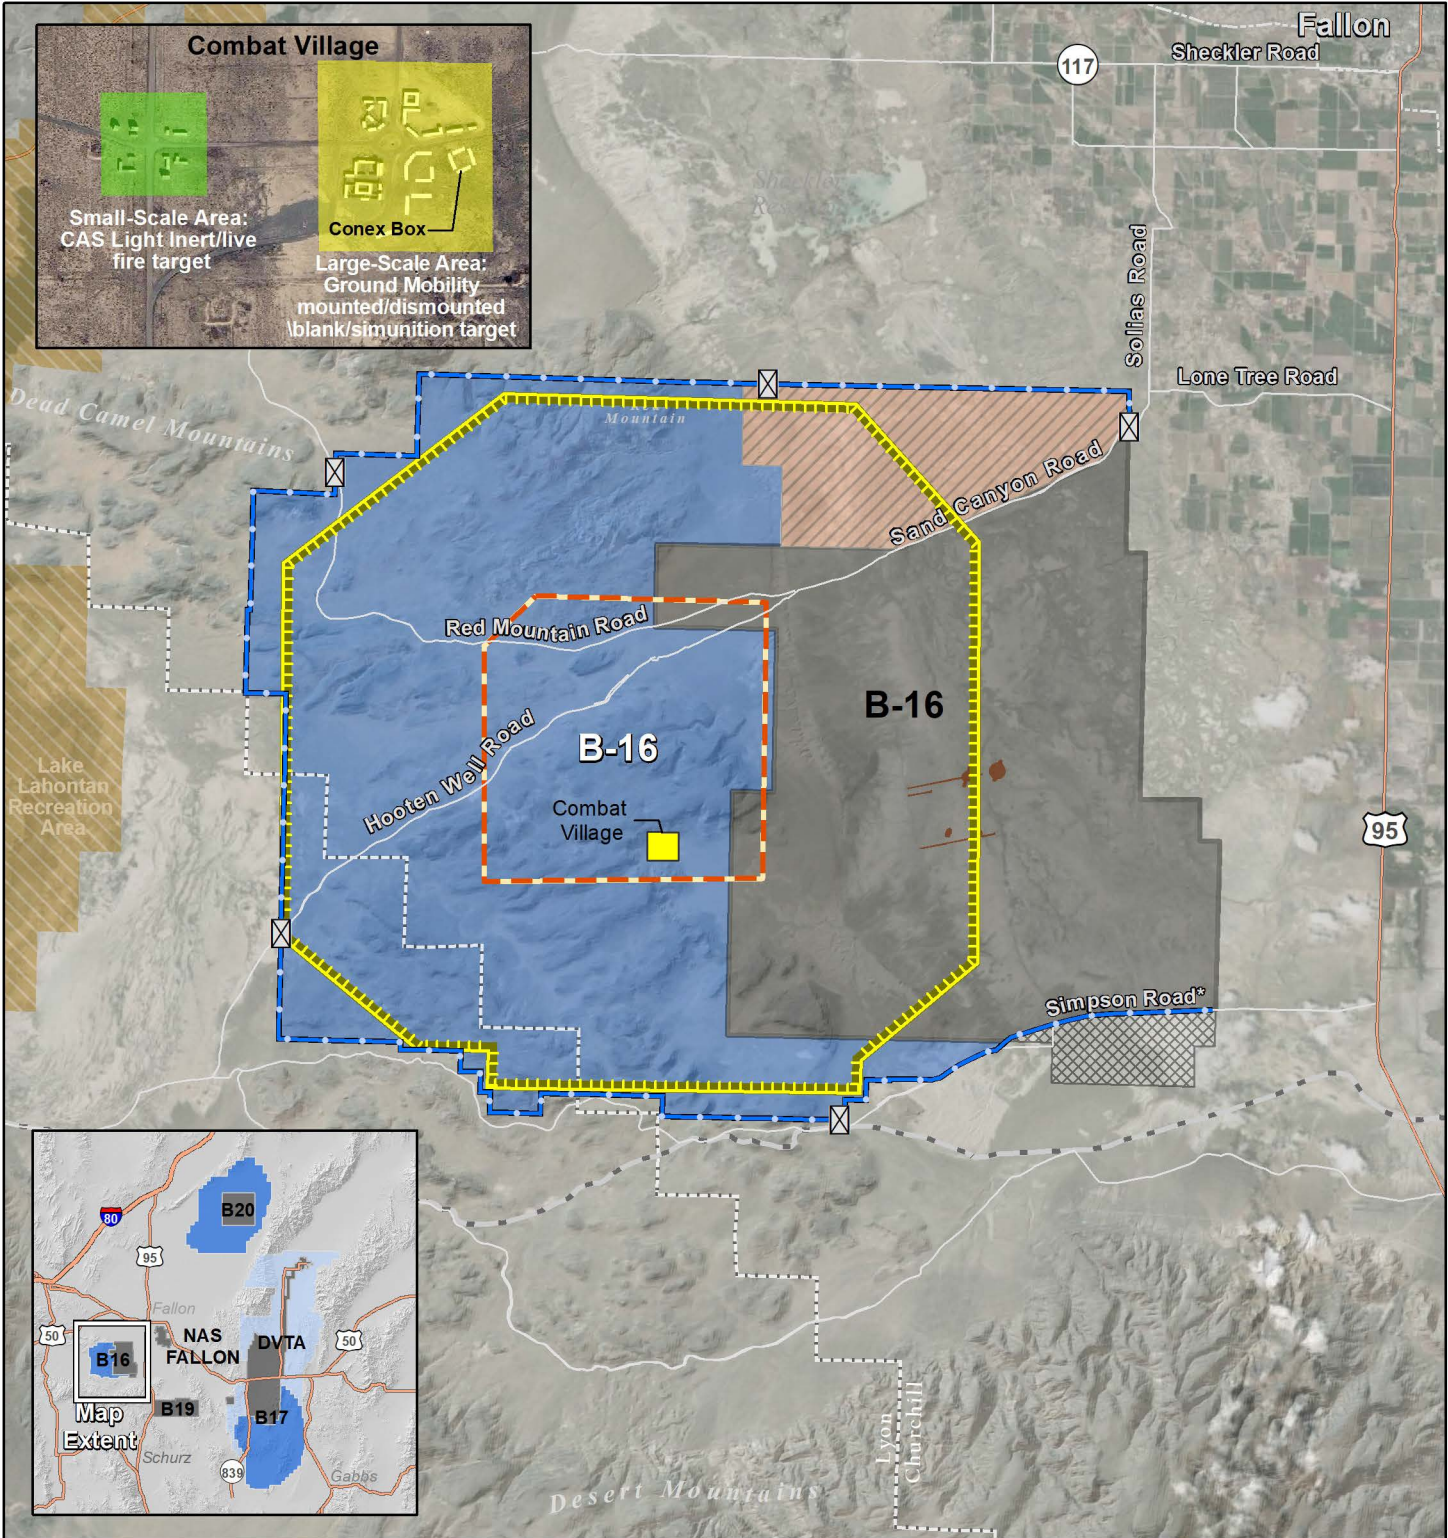 Combat Village
Small-Scale Area:
CAS Light Inert/live
fire target
Conex Box
Large-Scale Area:
Ground Mobility
mounted/dismounted
\blank/simunition target
Fallon
117
Sheckler Road
Solias Road
Lone Tree Road
Dead Camel Mountains
Mountain
Sand Canyon Road
Red Mountain Road
Hooten Well Road
B-16
B-16
Combat
Village
Lake
Lahontan
Recreation
Area
95
Simpson Road*
Lyon
Churchill
Desert Mountains
80
B20
95
Fallon
50
NAS
FALLON
DVTA
50
B16
B19
B17
Map
Extent
Schurz
839
Gabbs